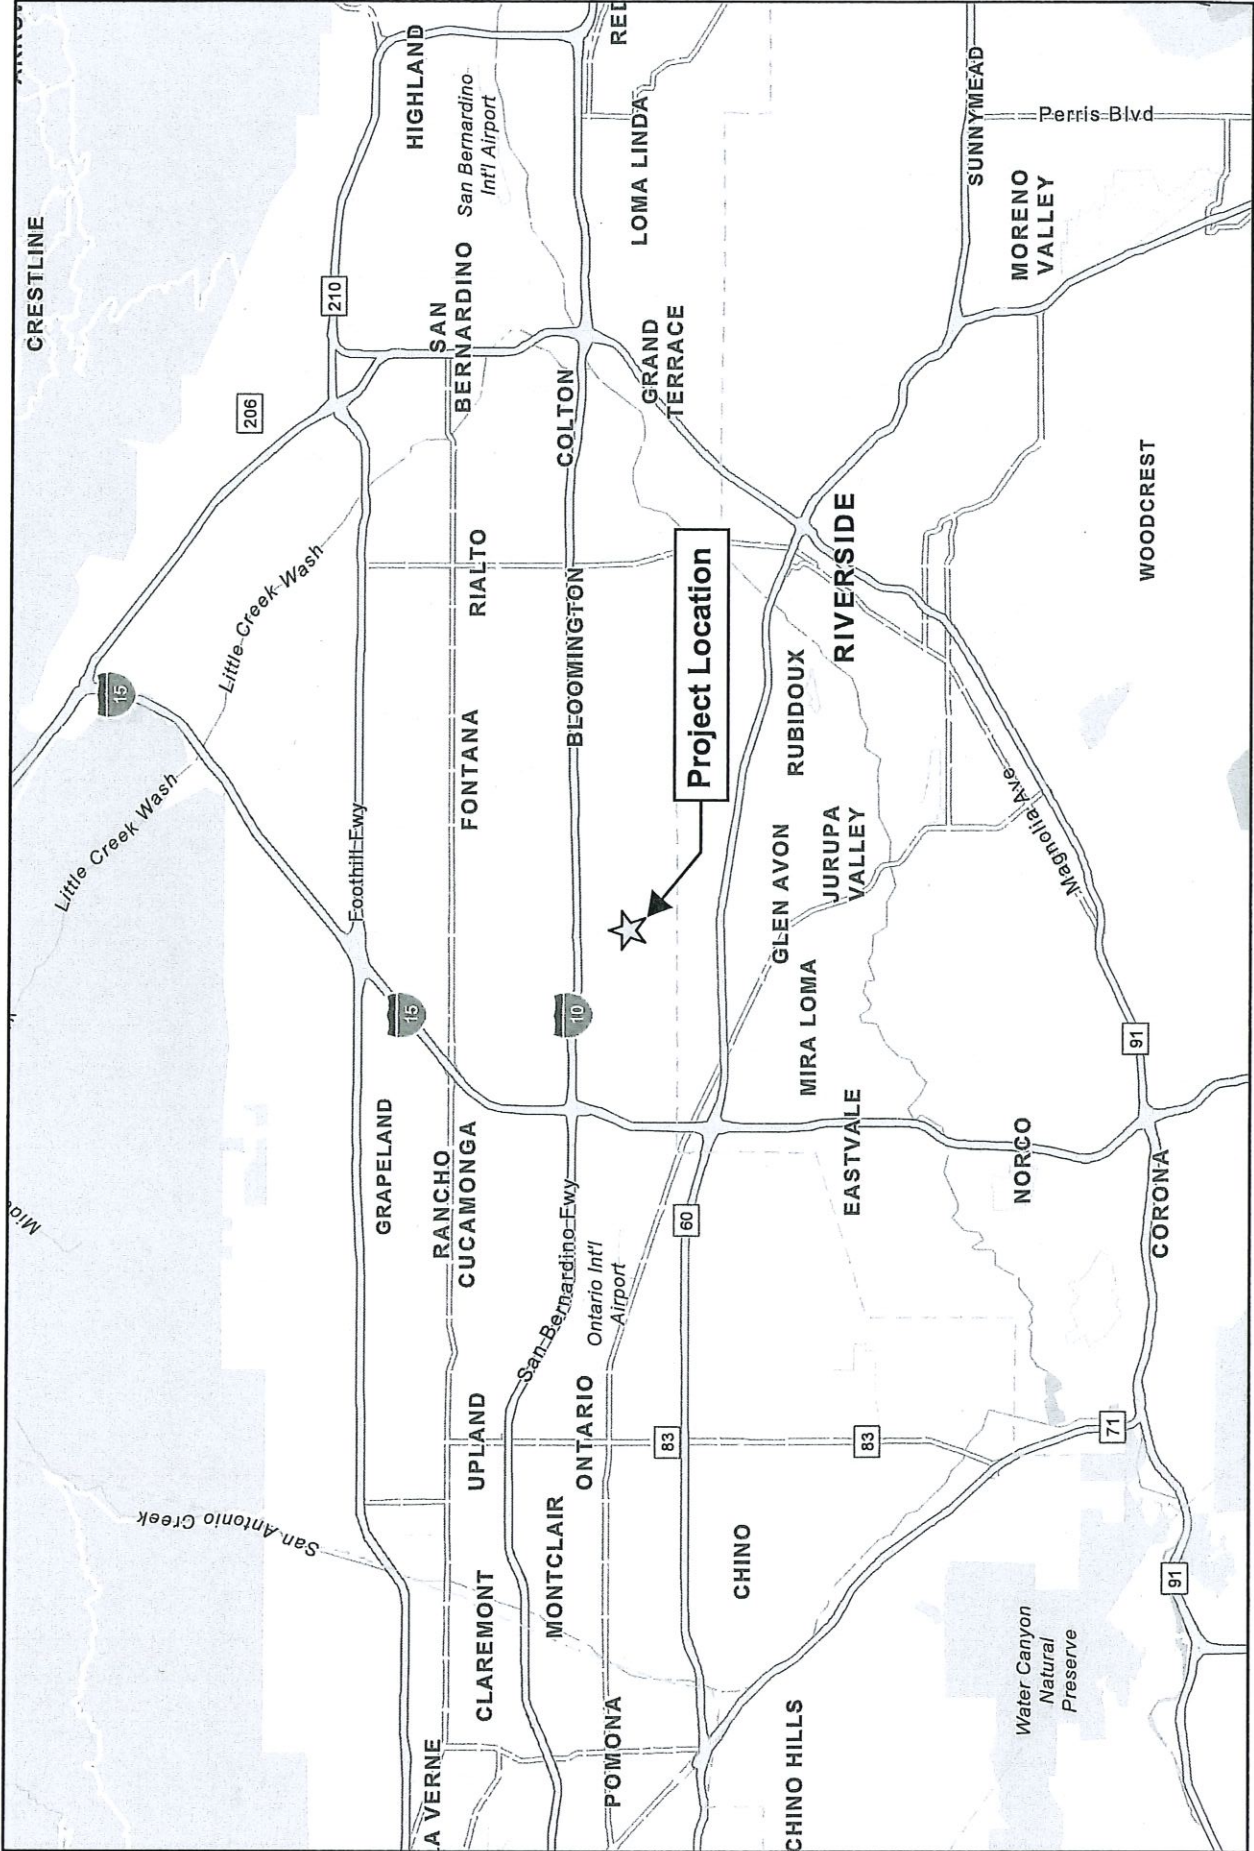 CRESTLINE
Little Creek Wash
15
San Antonio Creek
206
Little Creek Wash
210
Foothill Fwy
GRAPELAND
15
HIGHLAND
RANCHO
CUCAMONGA
SAN
BERNARDINO
San Bernardino
Int'l Airport
A VERNE
CLAREMONT
UPLAND
FONTANA
RIALTO
San Bernardino Fwy
10
BLOOMINGTON
COLTON
MONTCLAIR
ONTARIO
Ontario Int'l
Airport
POMONA
LOMA LINDA
RED
GRAND
TERRACE
83
60
Project Location
CHINO
CHINO HILLS
GLEN AVON
RUBIDOUX
MIRA LOMA
JURUPA
VALLEY
RIVERSIDE
EASTVALE
83
SUNNYMEAD
MORENO
VALLEY
Perris Blvd
Magnolia Ave
NORCO
Water Canyon
Natural
Preserve
71
91
WOODCREST
CORONA
91